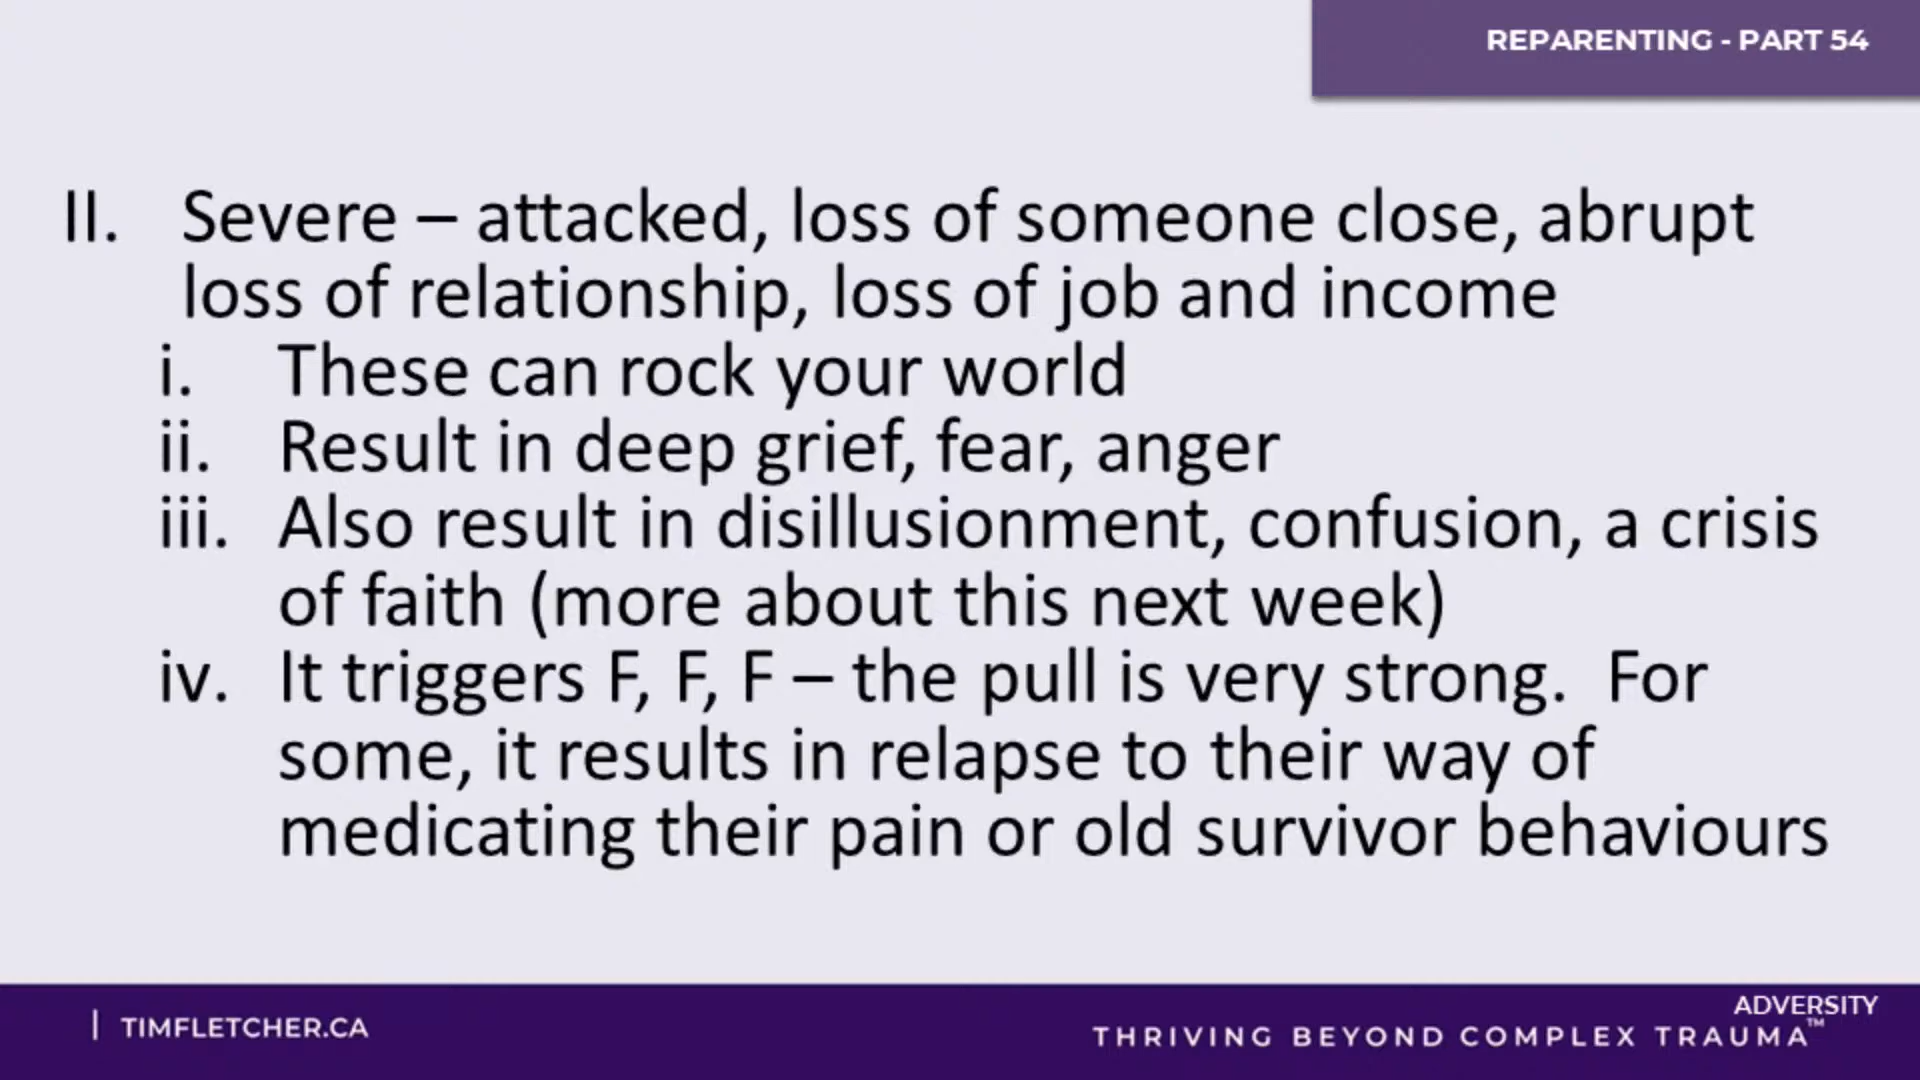 REPARENTING - PART 54
II. Severe – attacked, loss of someone close, abrupt
loss of relationship, loss of job and income
i. These can rock your world
ii. Result in deep grief, fear, anger
iii. Also result in disillusionment, confusion, a crisis
of faith (more about this next week)
iv. It triggers F, F, F – the pull is very strong.  For
some, it results in relapse to their way of
medicating their pain or old survivor behaviours
| TIMFLETCHER.CA
ADVERSITY
THRIVING BEYOND COMPLEX TRAUMA™